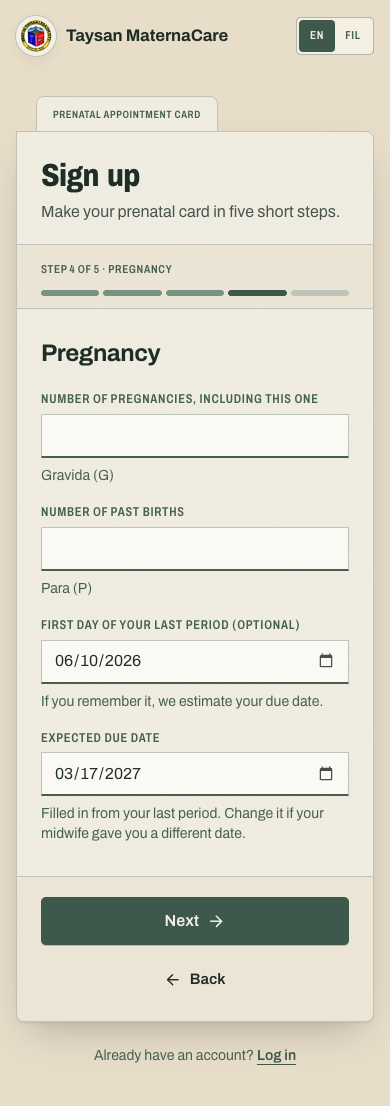 Taysan MaternaCare
EN FIL
PRENATAL APPOINTMENT CARD
Sign up
Make your prenatal card in five short steps.
STEP 4 OF 5 · PREGNANCY
Pregnancy
NUMBER OF PREGNANCIES, INCLUDING THIS ONE
Gravida (G)
NUMBER OF PAST BIRTHS
Para (P)
FIRST DAY OF YOUR LAST PERIOD (OPTIONAL)
06/10/2026
If you remember it, we estimate your due date.
EXPECTED DUE DATE
03/17/2027
Filled in from your last period. Change it if your
midwife gave you a different date.
Next →
← Back
Already have an account? Log in